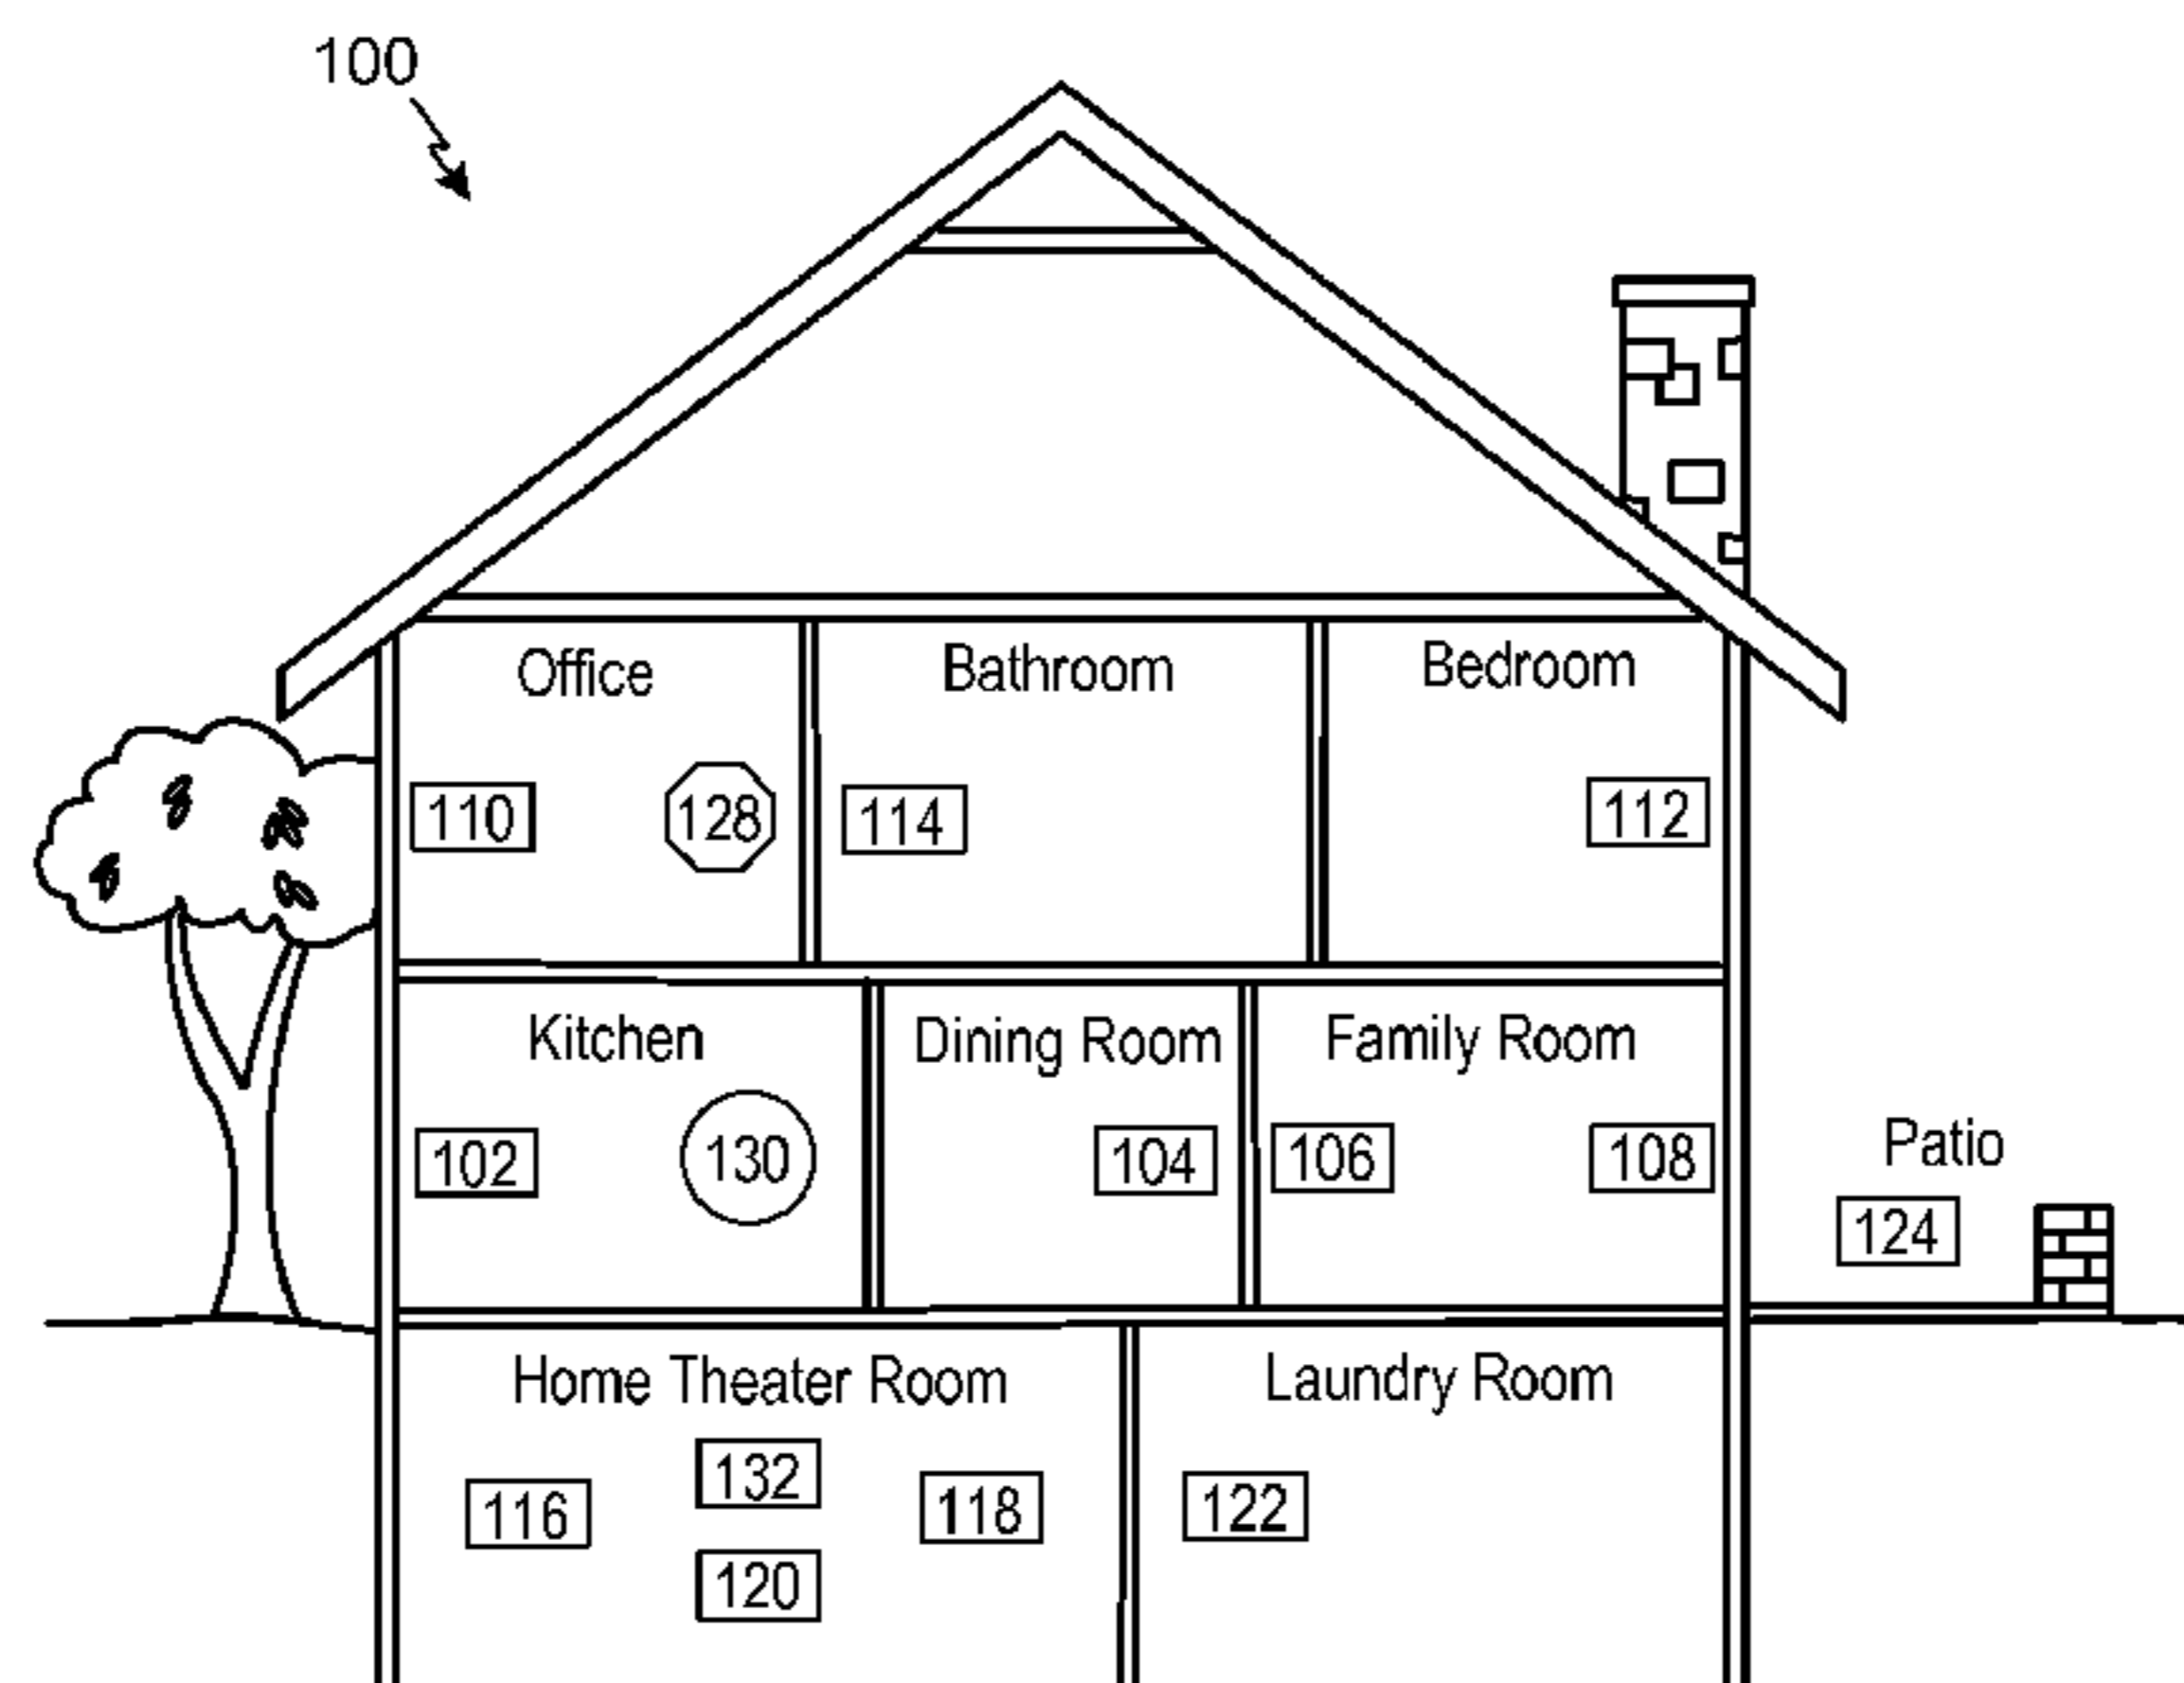 100
Office
Bathroom
Bedroom
110
128
114
112
Kitchen
Dining Room
Family Room
102
130
104
106
108
Patio
124
Home Theater Room
Laundry Room
116
132
118
122
120